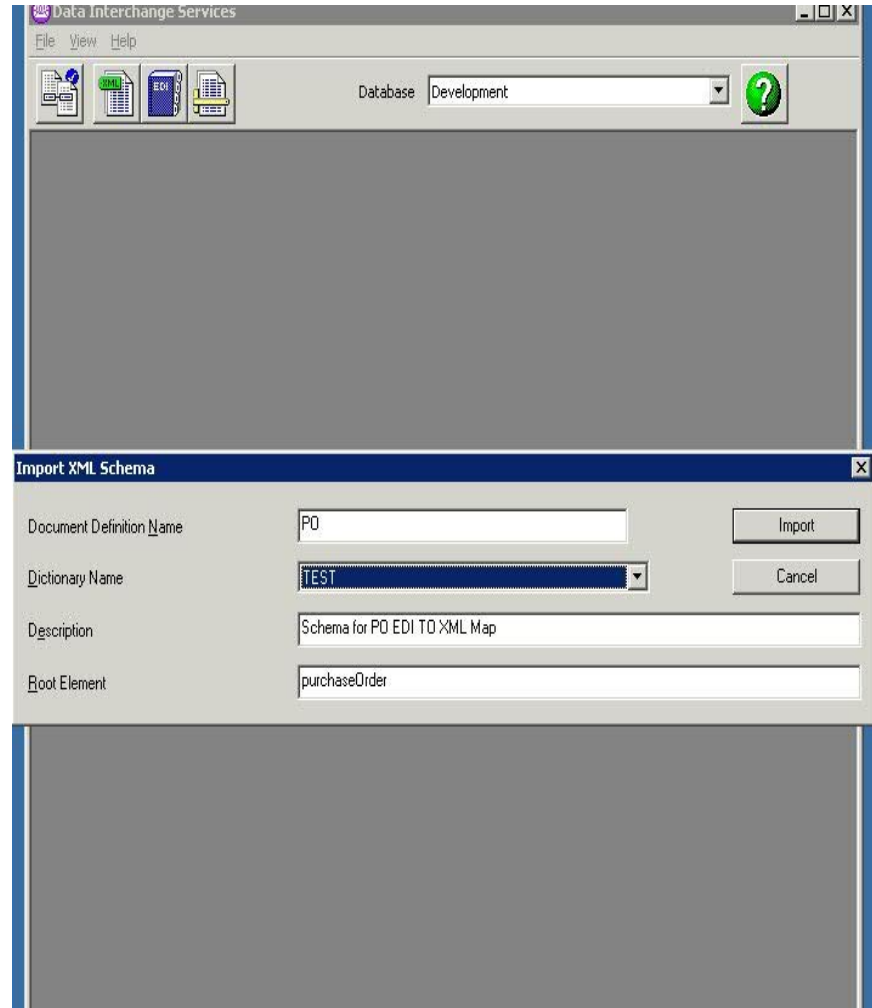 Data Interchange Services
File View Help
XML EDI Database Development ?
Import XML Schema
Document Definition Name PO Import
Dictionary Name TEST Cancel
Description Schema for PO EDI TO XML Map
Root Element purchaseOrder